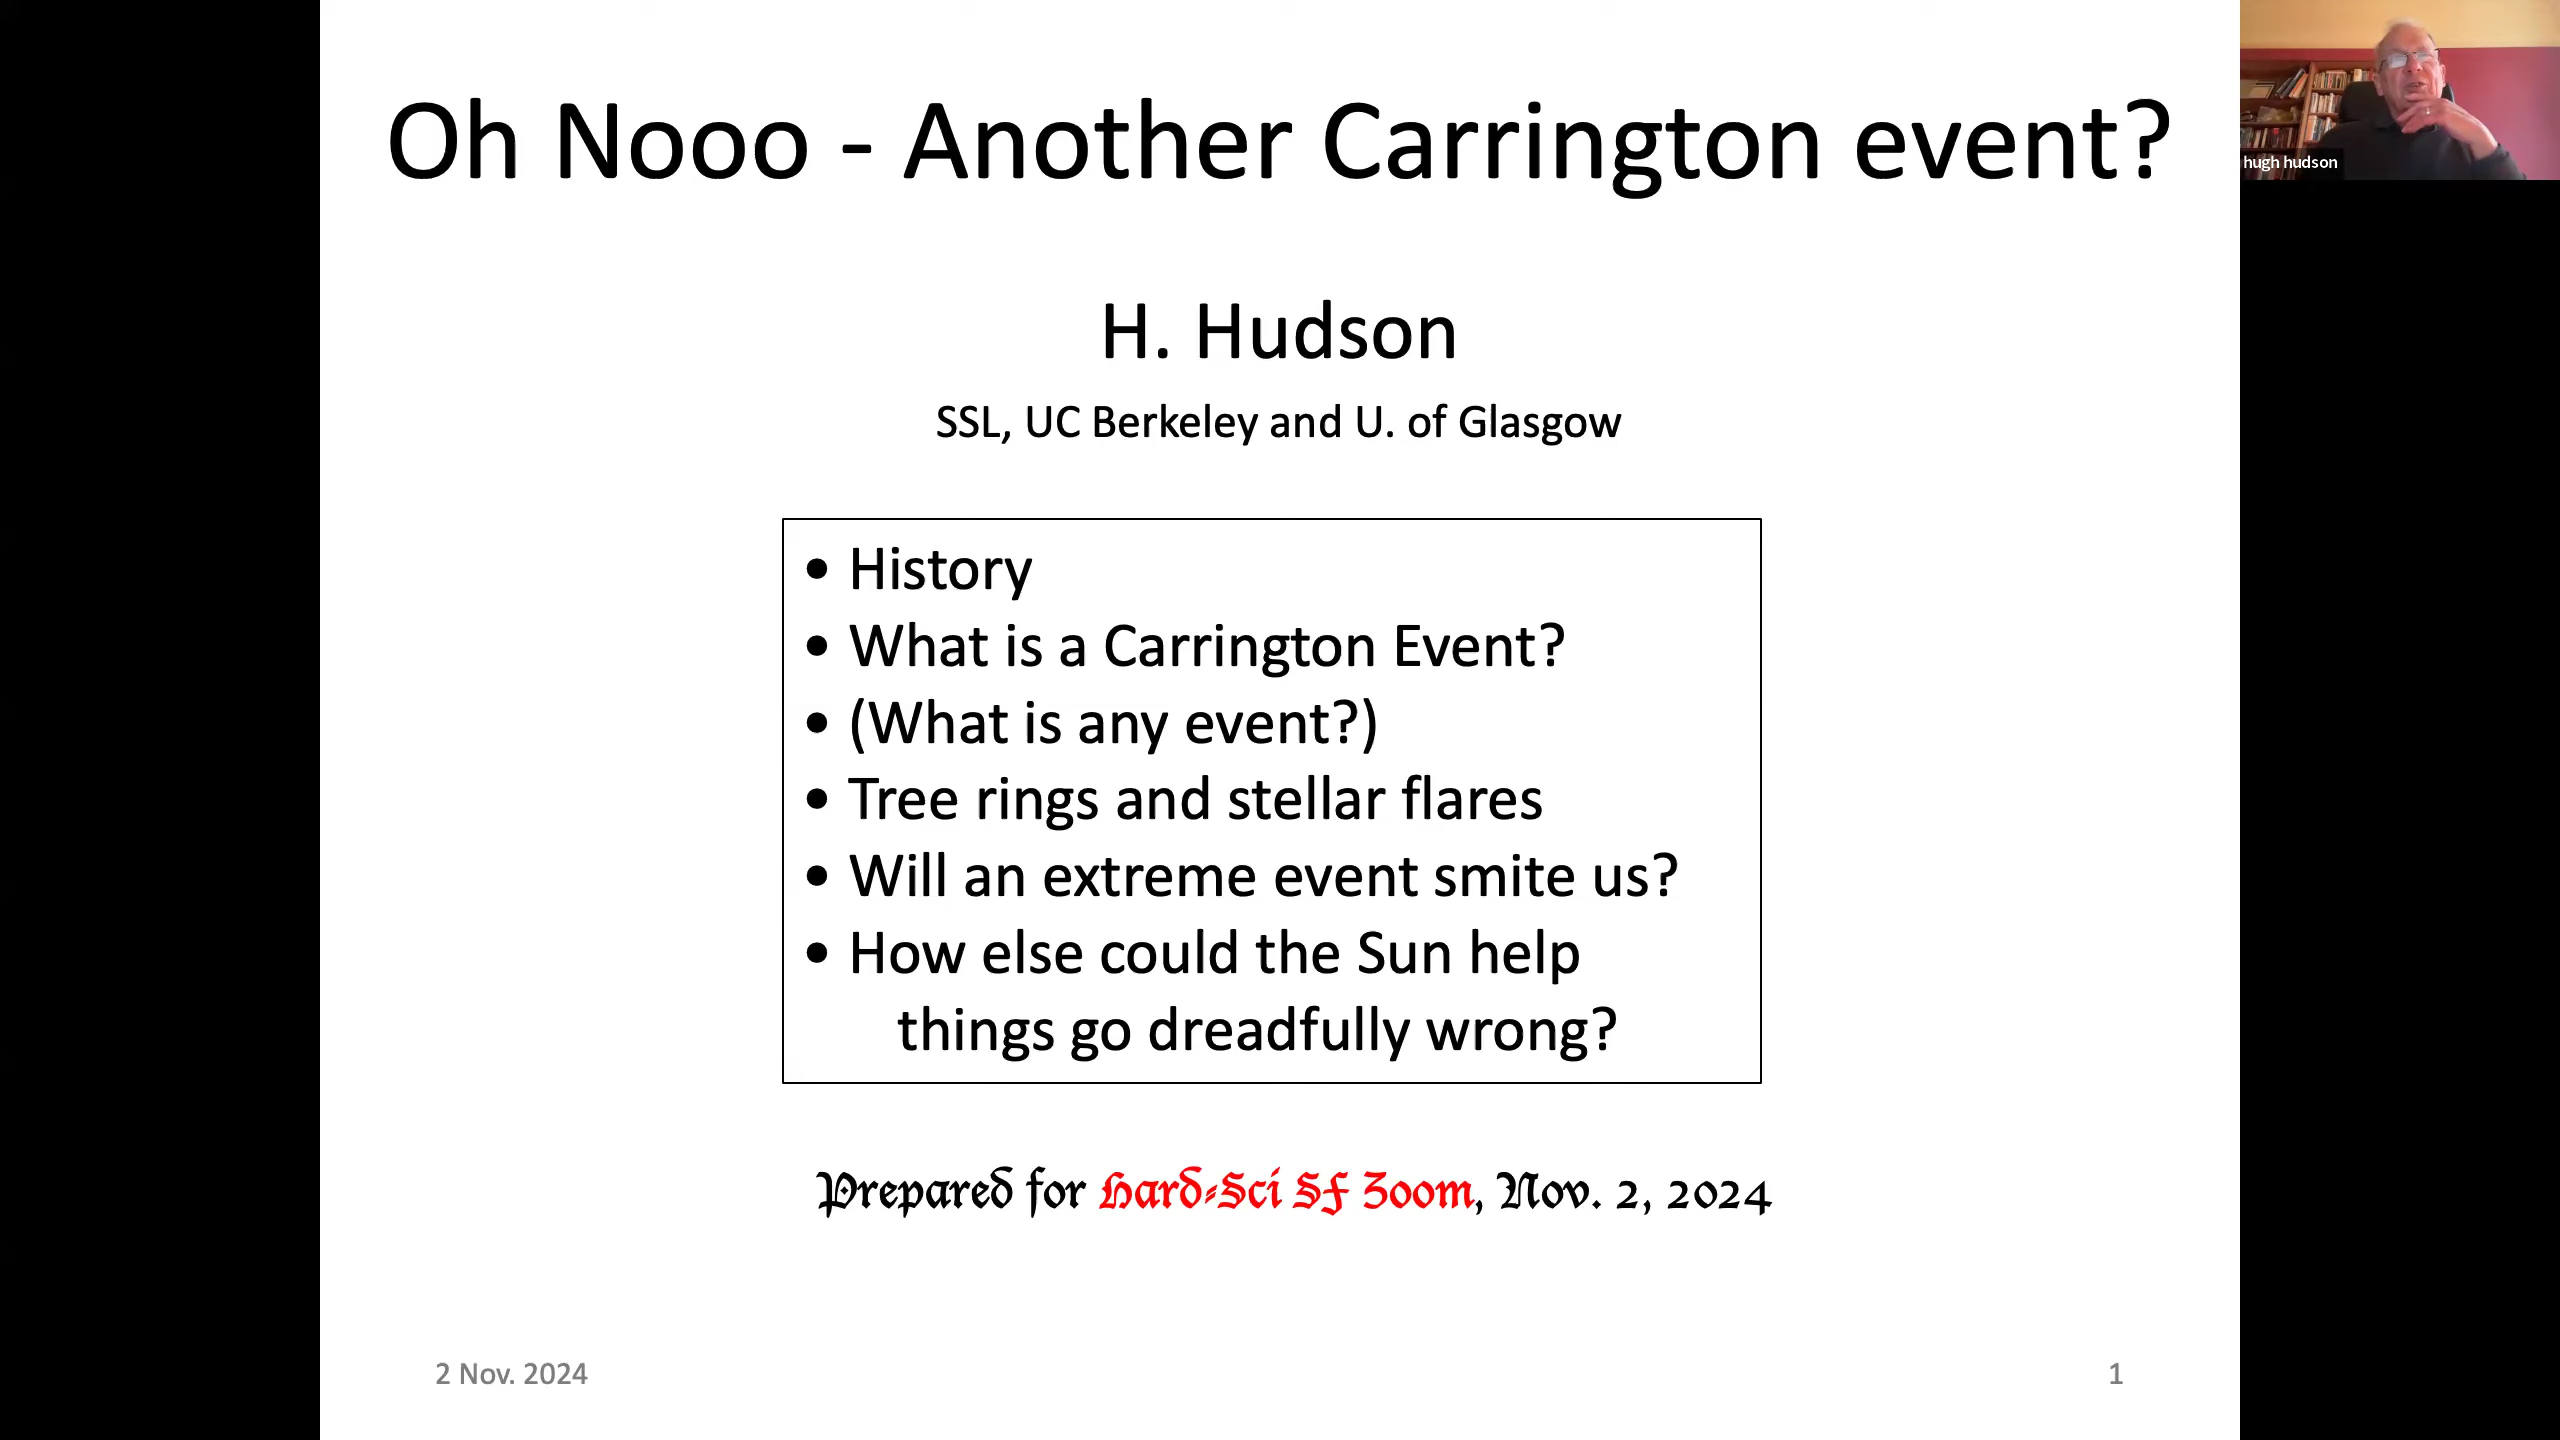 Oh Nooo - Another Carrington event?
hugh hudson
H. Hudson
SSL, UC Berkeley and U. of Glasgow
• History
• What is a Carrington Event?
• (What is any event?)
• Tree rings and stellar flares
• Will an extreme event smite us?
• How else could the Sun help
things go dreadfully wrong?
Prepared for Hard-Sci SF Zoom, Nov. 2, 2024
2 Nov. 2024
1